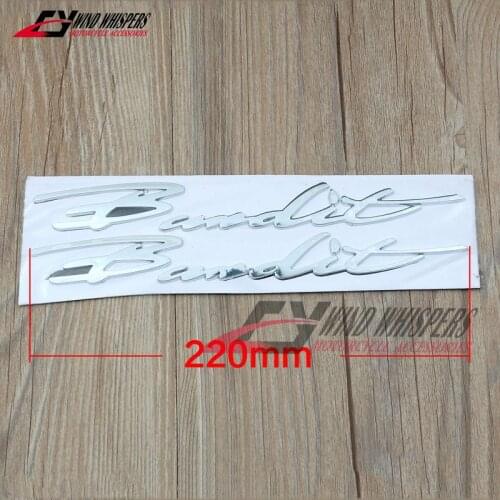 WIND WHISPERS
MOTORCYCLE ACCESSORIES
Bandit
Bandit
WIND WHISPERS
MOTORCYCLE ACCESSORIES
220mm